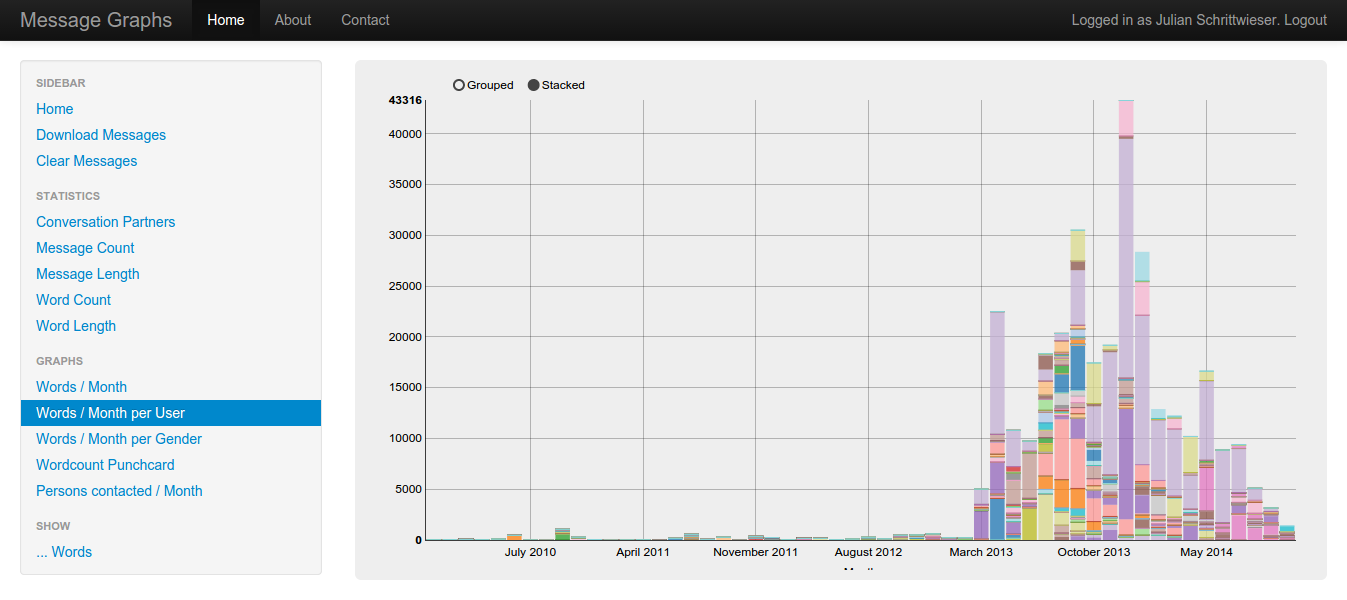 Message Graphs Home About Contact Logged in as Julian Schrittwieser. Logout
SIDEBAR
Home
Download Messages
Clear Messages
STATISTICS
Conversation Partners
Message Count
Message Length
Word Count
Word Length
GRAPHS
Words / Month
Words / Month per User
Words / Month per Gender
Wordcount Punchcard
Persons contacted / Month
SHOW
... Words
Grouped Stacked
43316
40000
35000
30000
25000
20000
15000
10000
5000
0
July 2010 April 2011 November 2011 August 2012 March 2013 October 2013 May 2014